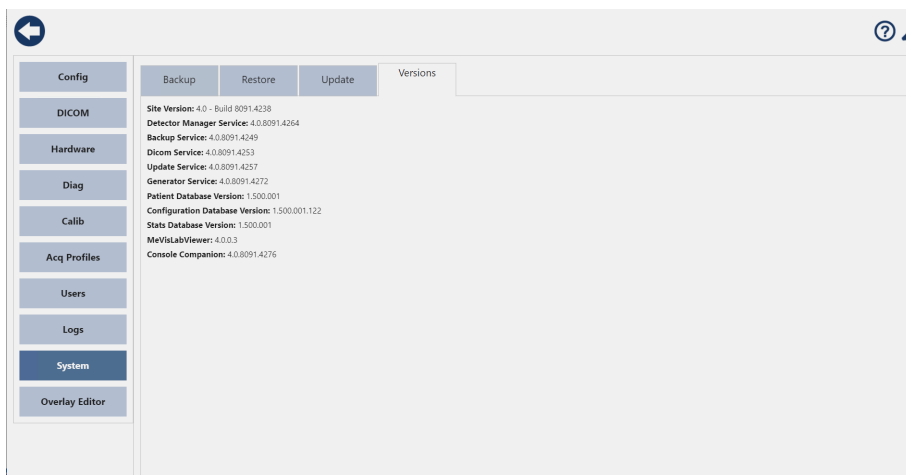 ?
Config
DICOM
Hardware
Diag
Calib
Acq Profiles
Users
Logs
System
Overlay Editor
Backup Restore Update Versions
Site Version: 4.0 - Build 8091.4238
Detector Manager Service: 4.0.8091.4264
Backup Service: 4.0.8091.4249
Dicom Service: 4.0.8091.4253
Update Service: 4.0.8091.4257
Generator Service: 4.0.8091.4272
Patient Database Version: 1.500.001
Configuration Database Version: 1.500.001.122
Stats Database Version: 1.500.001
MeVisLabViewer: 4.0.0.3
Console Companion: 4.0.8091.4276